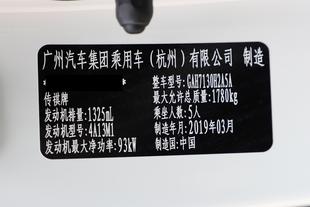 广州汽车集团乘用车（杭州）有限公司 制造
整车型号:GAH7130H2A5A
传祺牌 最大允许总质量:1780kg
发动机排量:1325mL 乘坐人数:5人
发动机型号:4A13M1 制造年月:2019年03月
发动机最大净功率:93kW 制造国:中国